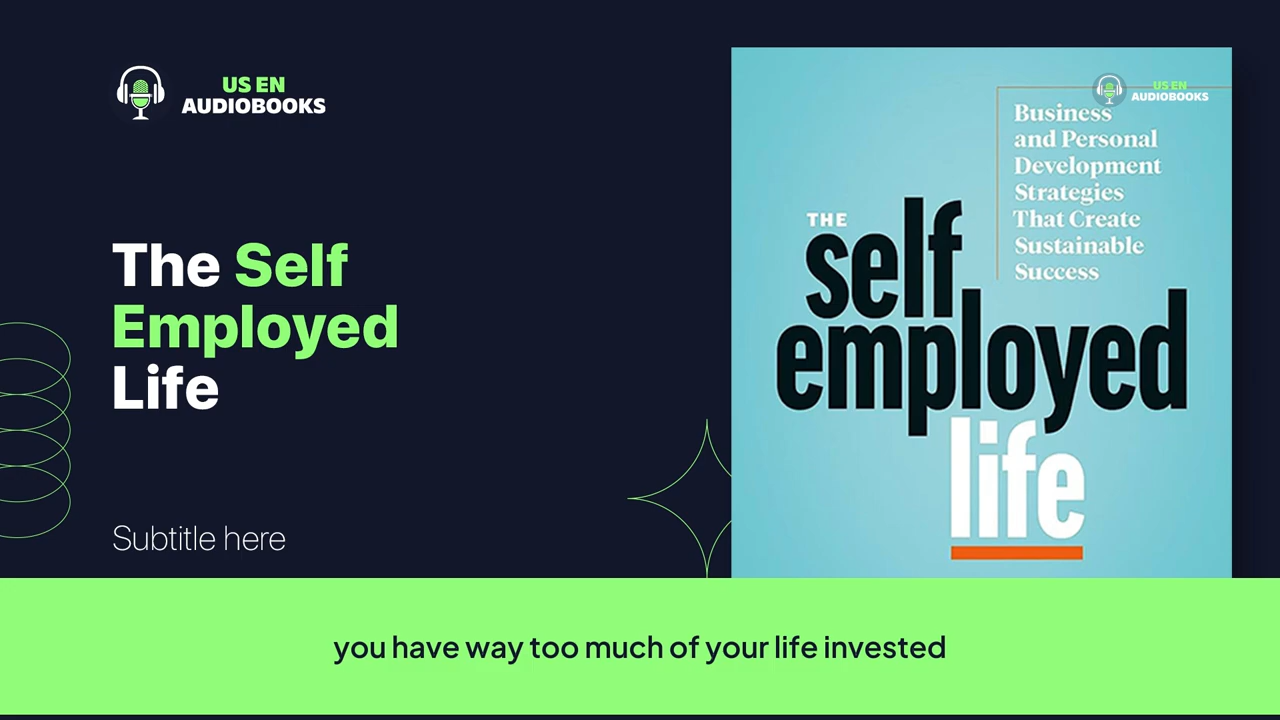 US EN
AUDIOBOOKS
The Self
Employed
Life
Subtitle here
US EN
AUDIOBOOKS
Business
and Personal
Development
Strategies
That Create
Sustainable
Success
THE
self
employed
life
you have way too much of your life invested